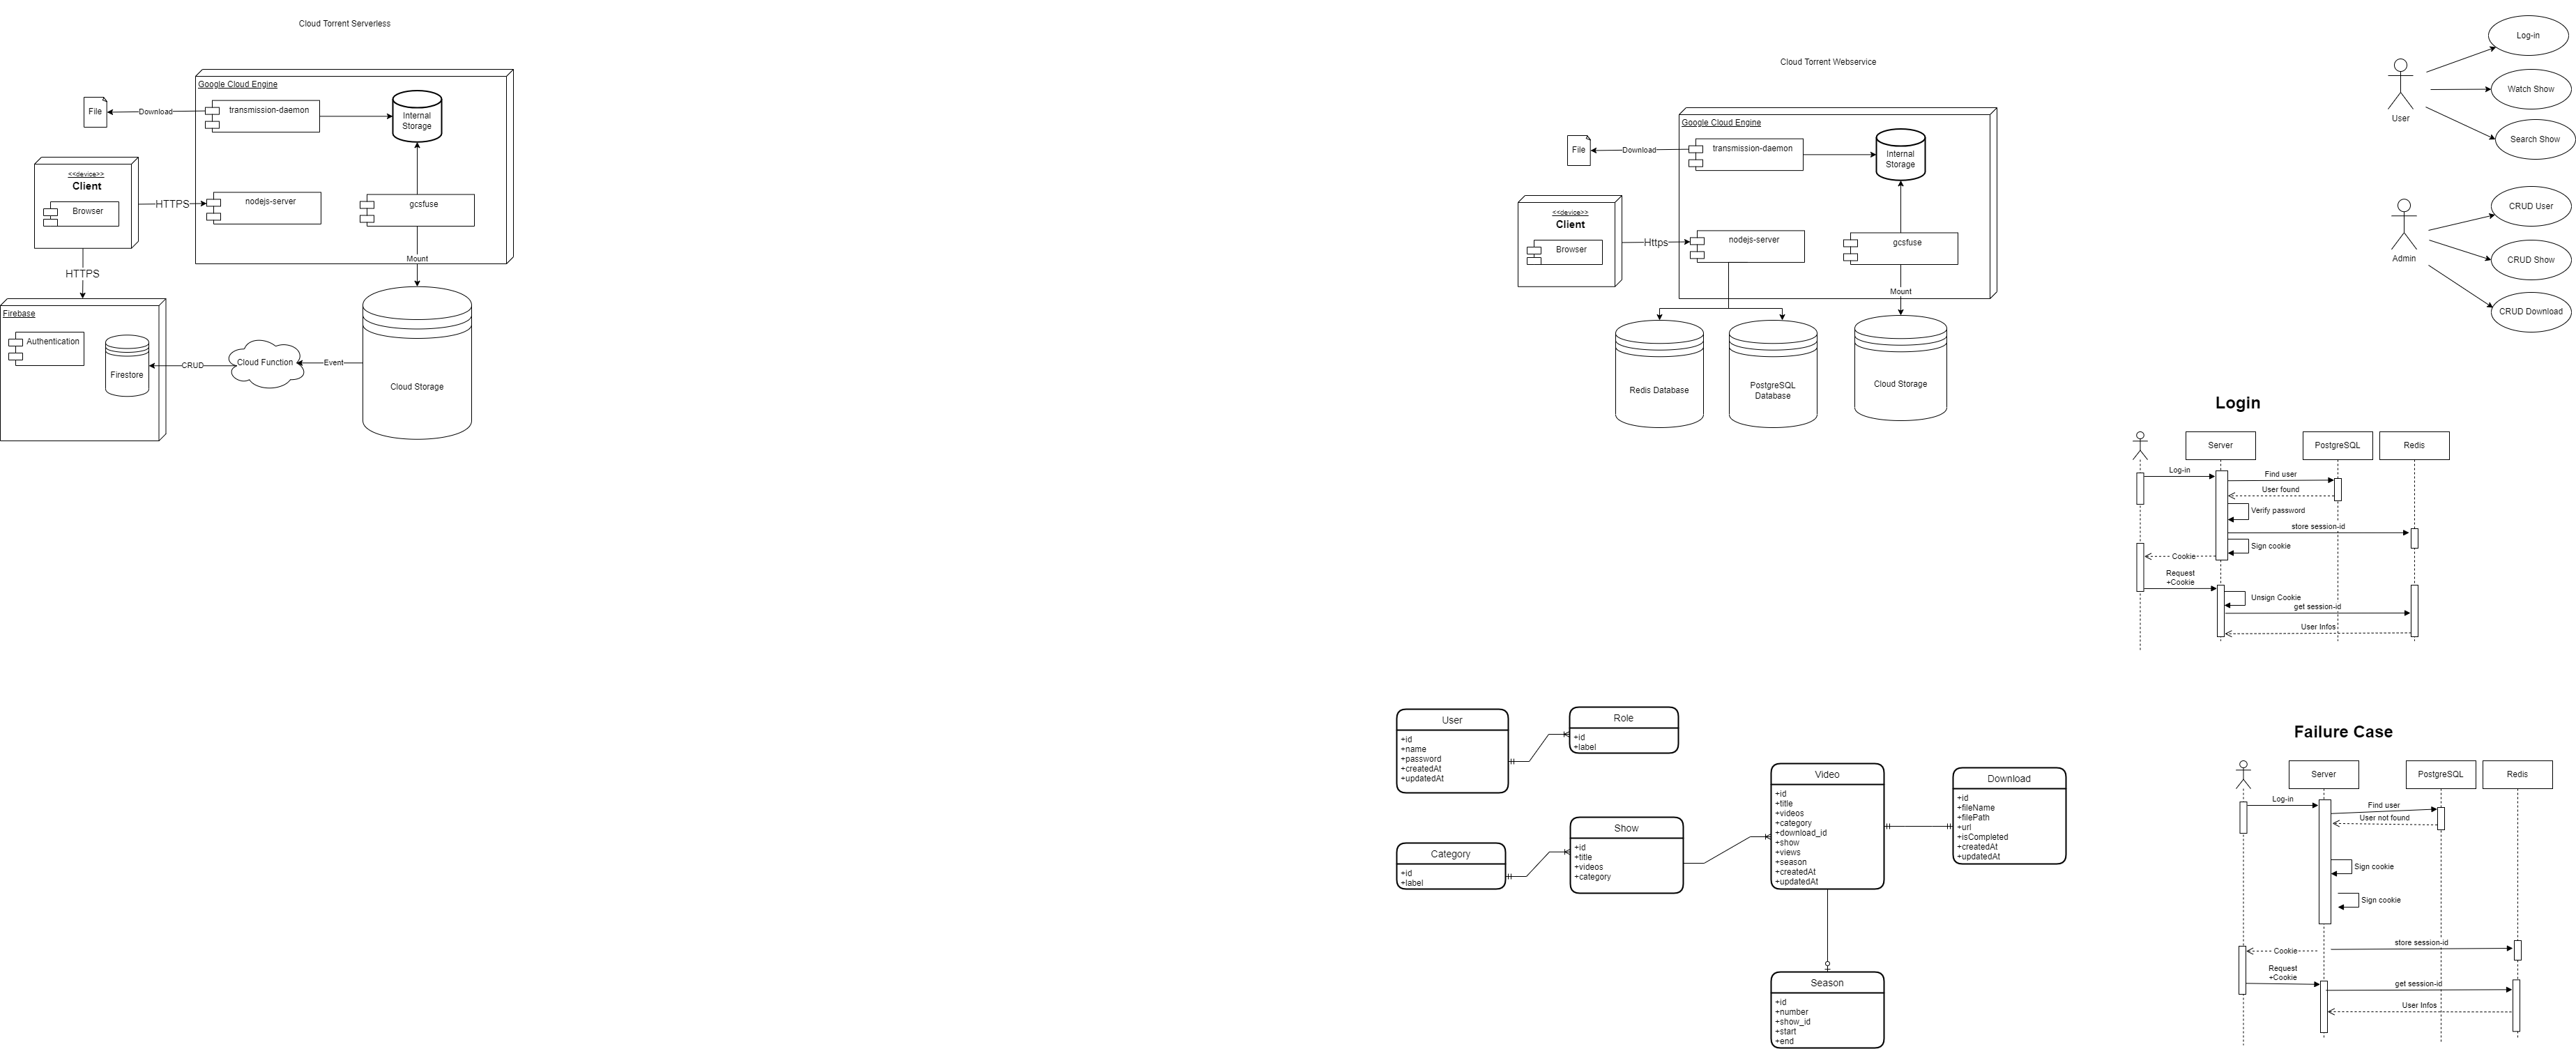 Cloud Torrent Serverless
Google Cloud Engine
File
Download
transmission-daemon
Internal
Storage
<<device>>
Client
Browser
HTTPS
nodejs-server
gcsfuse
Mount
HTTPS
Firebase
Authentication
Firestore
CRUD
Cloud Function
Event
Cloud Storage
Cloud Torrent Webservice
Google Cloud Engine
File
Download
transmission-daemon
Internal
Storage
<<device>>
Client
Browser
Https
nodejs-server
gcsfuse
Mount
Redis Database
PostgreSQL
Database
Cloud Storage
User
Log-in
Watch Show
Search Show
Admin
CRUD User
CRUD Show
CRUD Download
Login
Server
PostgreSQL
Redis
Log-in
Find user
User found
Verify password
store session-id
Sign cookie
Cookie
Request
+Cookie
Unsign Cookie
get session-id
User Infos
User
+id
+name
+password
+createdAt
+updatedAt
Role
+id
+label
Category
+id
+label
Show
+id
+title
+videos
+category
Video
+id
+title
+videos
+category
+download_id
+show
+views
+season
+createdAt
+updatedAt
Download
+id
+fileName
+filePath
+url
+isCompleted
+createdAt
+updatedAt
Season
+id
+number
+show_id
+start
+end
Failure Case
Server
PostgreSQL
Redis
Log-in
Find user
User not found
Sign cookie
Sign cookie
store session-id
Cookie
Request
+Cookie
get session-id
User Infos